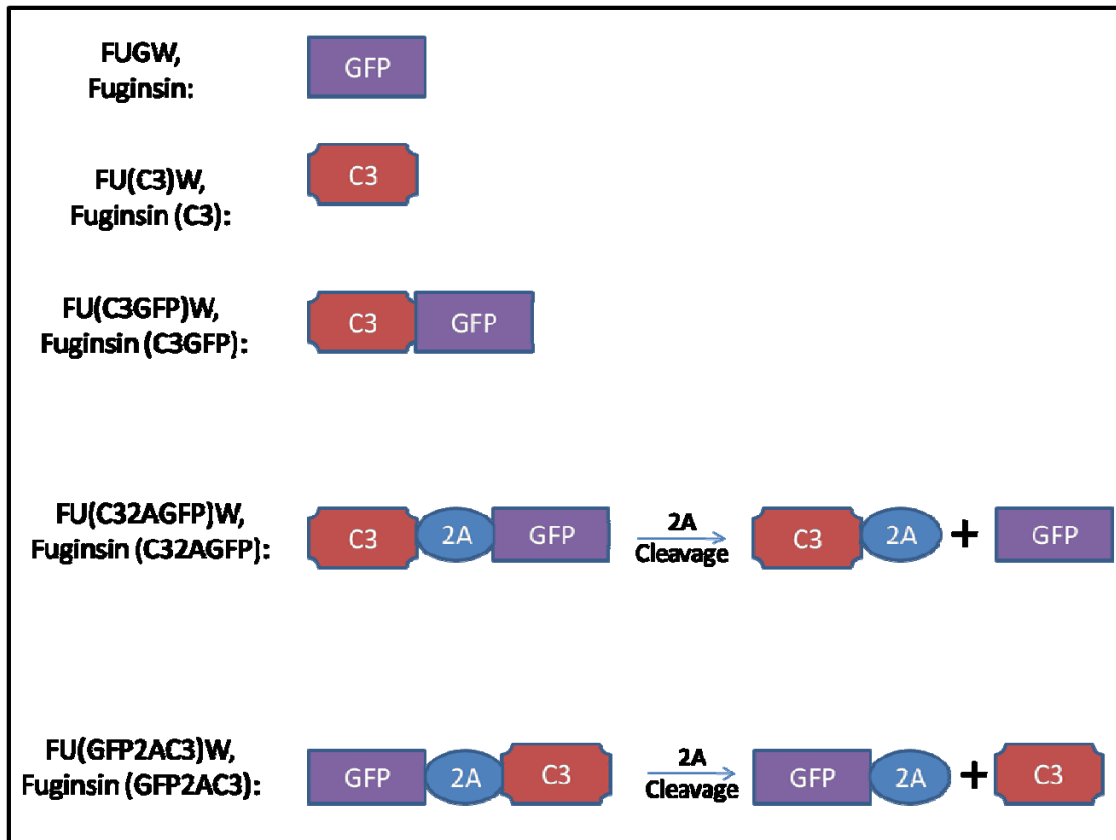 FUGW,
Fuginsin:
GFP
FU(C3)W,
Fuginsin (C3):
C3
FU(C3GFP)W,
Fuginsin (C3GFP):
C3 GFP
FU(C32AGFP)W,
Fuginsin (C32AGFP):
C3 2A GFP
2A
Cleavage
C3 2A + GFP
FU(GFP2AC3)W,
Fuginsin (GFP2AC3):
GFP 2A C3
2A
Cleavage
GFP 2A + C3